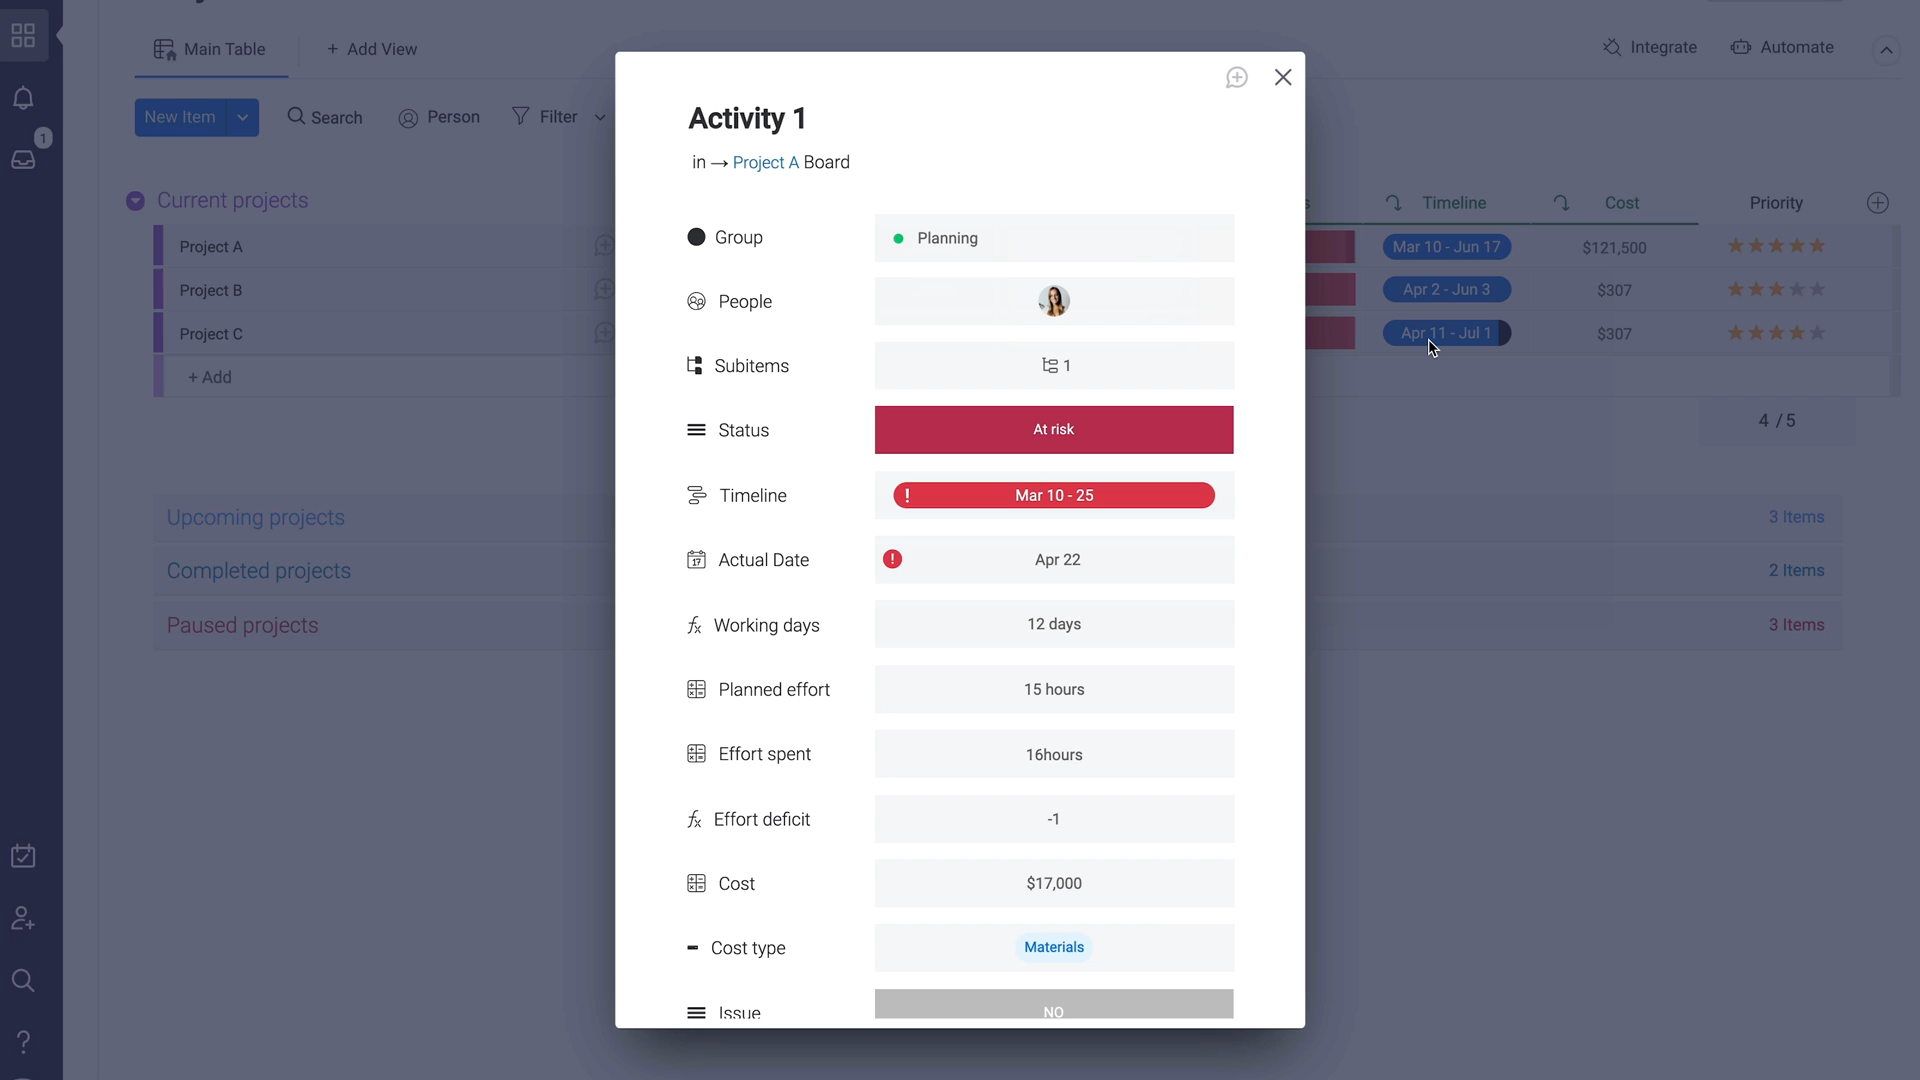 Main Table
+ Add View
Integrate
Automate
New Item
Search
Person
Filter
1
Current projects
Timeline
Cost
Priority
Project A
Mar 10 - Jun 17
$121,500
Project B
Apr 2 - Jun 3
$307
Project C
Apr 11 - Jul 1
$307
+ Add
4 / 5
Upcoming projects
3 Items
Completed projects
2 Items
Paused projects
3 Items
Activity 1
in → Project A Board
Group
Planning
People
Subitems
1
Status
At risk
Timeline
! Mar 10 - 25
Actual Date
! Apr 22
Working days
12 days
Planned effort
15 hours
Effort spent
16hours
Effort deficit
-1
Cost
$17,000
Cost type
Materials
Issue
NO